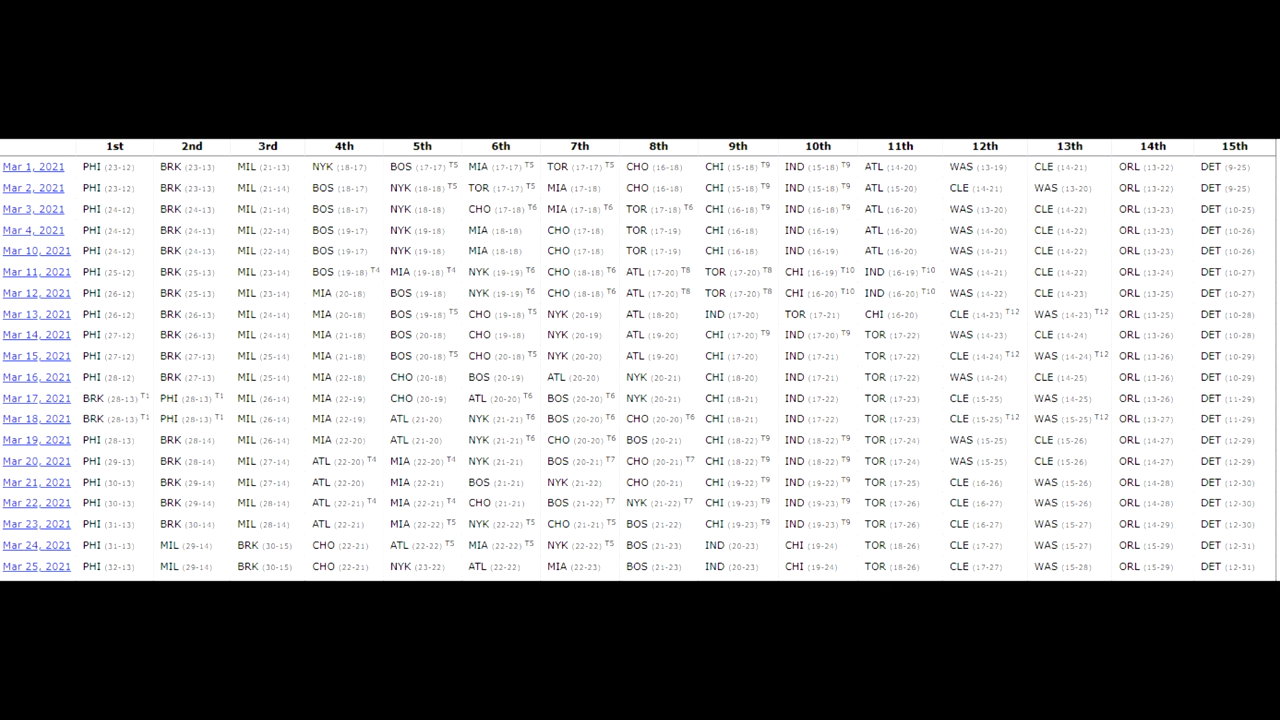 1st 2nd 3rd 4th 5th 6th 7th 8th 9th 10th 11th 12th 13th 14th 15th
Mar 1, 2021 PHI (23-12) BRK (23-13) MIL (21-13) NYK (18-17) BOS (17-17) T5 MIA (17-17) T5 TOR (17-17) T5 CHO (16-18) CHI (15-18) T9 IND (15-18) T9 ATL (14-20) WAS (13-19) CLE (14-21) ORL (13-22) DET (9-25)
Mar 2, 2021 PHI (23-12) BRK (23-13) MIL (21-14) BOS (18-17) NYK (18-18) T5 TOR (17-17) T5 MIA (17-18) CHO (16-18) CHI (15-18) T9 IND (15-18) T9 ATL (15-20) CLE (14-21) WAS (13-20) ORL (13-22) DET (9-25)
Mar 3, 2021 PHI (24-12) BRK (24-13) MIL (21-14) BOS (18-17) NYK (18-18) CHO (17-18) T6 MIA (17-18) T6 TOR (17-18) T6 CHI (16-18) T9 IND (16-18) T9 ATL (16-20) WAS (13-20) CLE (14-22) ORL (13-23) DET (10-25)
Mar 4, 2021 PHI (24-12) BRK (24-13) MIL (22-14) BOS (19-17) NYK (19-18) MIA (18-18) CHO (17-18) TOR (17-19) CHI (16-18) IND (16-19) ATL (16-20) WAS (14-20) CLE (14-22) ORL (13-23) DET (10-26)
Mar 10, 2021 PHI (24-12) BRK (24-13) MIL (22-14) BOS (19-17) NYK (19-18) MIA (18-18) CHO (17-18) TOR (17-19) CHI (16-18) IND (16-19) ATL (16-20) WAS (14-21) CLE (14-22) ORL (13-23) DET (10-26)
Mar 11, 2021 PHI (25-12) BRK (25-13) MIL (23-14) BOS (19-18) T4 MIA (19-18) T4 NYK (19-19) T6 CHO (18-18) T6 ATL (17-20) T8 TOR (17-20) T8 CHI (16-19) T10 IND (16-19) T10 WAS (14-21) CLE (14-22) ORL (13-24) DET (10-27)
Mar 12, 2021 PHI (26-12) BRK (25-13) MIL (23-14) MIA (20-18) BOS (19-18) NYK (19-19) T6 CHO (18-18) T6 ATL (17-20) T8 TOR (17-20) T8 CHI (16-20) T10 IND (16-20) T10 WAS (14-22) CLE (14-23) ORL (13-25) DET (10-27)
Mar 13, 2021 PHI (26-12) BRK (26-13) MIL (24-14) MIA (20-18) BOS (19-18) T5 CHO (19-18) T5 NYK (20-19) ATL (18-20) IND (17-20) TOR (17-21) CHI (16-20) CLE (14-23) T12 WAS (14-23) T12 ORL (13-25) DET (10-28)
Mar 14, 2021 PHI (27-12) BRK (26-13) MIL (24-14) MIA (21-18) BOS (20-18) CHO (19-18) NYK (20-19) ATL (19-20) CHI (17-20) T9 IND (17-20) T9 TOR (17-22) WAS (14-23) CLE (14-24) ORL (13-26) DET (10-28)
Mar 15, 2021 PHI (27-12) BRK (27-13) MIL (25-14) MIA (21-18) BOS (20-18) T5 CHO (20-18) T5 NYK (20-20) ATL (19-20) CHI (17-20) IND (17-21) TOR (17-22) CLE (14-24) T12 WAS (14-24) T12 ORL (13-26) DET (10-29)
Mar 16, 2021 PHI (28-12) BRK (27-13) MIL (25-14) MIA (22-18) CHO (20-18) BOS (20-19) ATL (20-20) NYK (20-21) CHI (18-20) IND (17-21) TOR (17-22) WAS (14-24) CLE (14-25) ORL (13-26) DET (10-29)
Mar 17, 2021 BRK (28-13) T1 PHI (28-13) T1 MIL (26-14) MIA (22-19) CHO (20-19) ATL (20-20) T6 BOS (20-20) T6 NYK (20-21) CHI (18-21) IND (17-22) TOR (17-23) CLE (15-25) WAS (14-25) ORL (13-26) DET (11-29)
Mar 18, 2021 BRK (28-13) T1 PHI (28-13) T1 MIL (26-14) MIA (22-19) ATL (21-20) NYK (21-21) T6 BOS (20-20) T6 CHO (20-20) T6 CHI (18-21) IND (17-22) TOR (17-23) CLE (15-25) T12 WAS (15-25) T12 ORL (13-27) DET (11-29)
Mar 19, 2021 PHI (28-13) BRK (28-14) MIL (26-14) MIA (22-20) ATL (21-20) NYK (21-21) T6 CHO (20-20) T6 BOS (20-21) CHI (18-22) T9 IND (18-22) T9 TOR (17-24) WAS (15-25) CLE (15-26) ORL (14-27) DET (12-29)
Mar 20, 2021 PHI (29-13) BRK (28-14) MIL (27-14) ATL (22-20) T4 MIA (22-20) T4 NYK (21-21) BOS (20-21) T7 CHO (20-21) T7 CHI (18-22) T9 IND (18-22) T9 TOR (17-24) WAS (15-25) CLE (15-26) ORL (14-27) DET (12-29)
Mar 21, 2021 PHI (30-13) BRK (29-14) MIL (28-14) ATL (22-20) MIA (22-21) BOS (21-21) NYK (21-22) CHO (20-21) CHI (19-22) T9 IND (19-22) T9 TOR (17-25) CLE (16-26) WAS (15-26) ORL (14-28) DET (12-30)
Mar 22, 2021 PHI (30-13) BRK (29-14) MIL (28-14) ATL (22-21) T4 MIA (22-21) T4 CHO (21-21) BOS (21-22) T7 NYK (21-22) T7 CHI (19-23) T9 IND (19-23) T9 TOR (17-26) CLE (16-27) WAS (15-26) ORL (14-28) DET (12-30)
Mar 23, 2021 PHI (31-13) BRK (30-14) MIL (28-14) ATL (22-21) MIA (22-22) T5 NYK (22-22) T5 CHO (21-21) T5 BOS (21-22) CHI (19-23) T9 IND (19-23) T9 TOR (17-26) CLE (16-27) WAS (15-27) ORL (14-29) DET (12-30)
Mar 24, 2021 PHI (31-13) MIL (29-14) BRK (30-15) CHO (22-21) ATL (22-22) T5 MIA (22-22) T5 NYK (22-22) T5 BOS (21-23) IND (20-23) CHI (19-24) TOR (18-26) CLE (17-27) WAS (15-27) ORL (15-29) DET (12-31)
Mar 25, 2021 PHI (32-13) MIL (29-14) BRK (30-15) CHO (22-21) NYK (23-22) ATL (22-22) MIA (22-23) BOS (21-23) IND (20-23) CHI (19-24) TOR (18-26) CLE (17-27) WAS (15-28) ORL (15-29) DET (12-31)